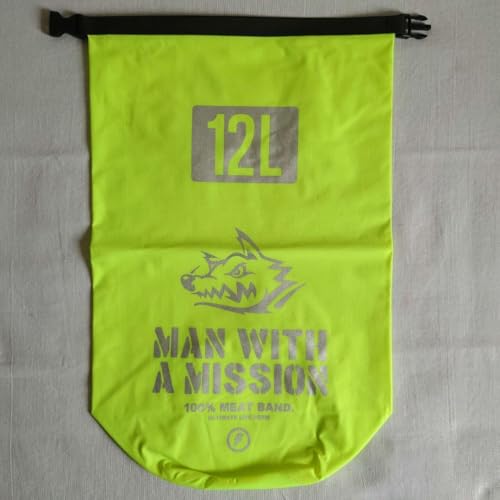 12L
MAN WITH
A MISSION
100% MEAT BAND.